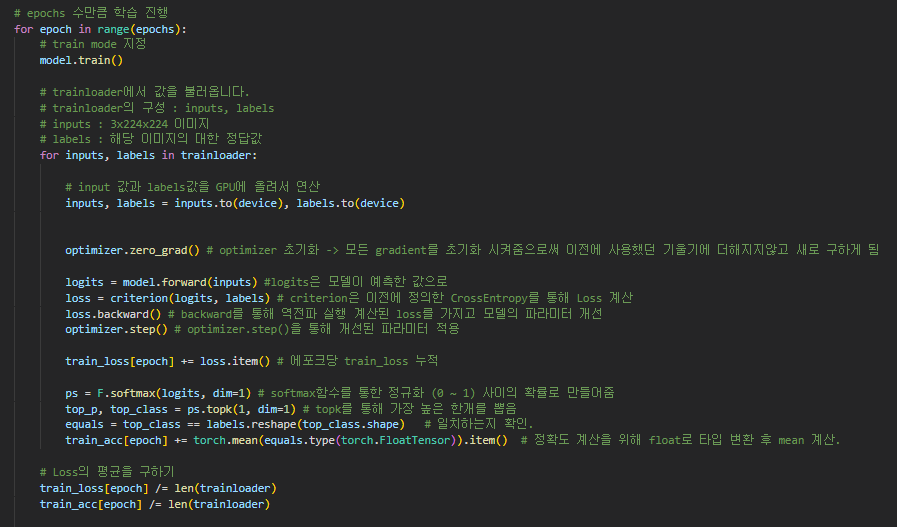 # epochs 수만큼 학습 진행
for epoch in range(epochs):
# train mode 지정
model.train()
# trainloader에서 값을 불러옵니다.
# trainloader의 구성 : inputs, labels
# inputs : 3x224x224 이미지
# labels : 해당 이미지의 대한 정답값
for inputs, labels in trainloader:
# input 값과 labels값을 GPU에 올려서 연산
inputs, labels = inputs.to(device), labels.to(device)
optimizer.zero_grad() # optimizer 초기화 -> 모든 gradient를 초기화 시켜줌으로써 이전에 사용했던 기울기에 더해지지않고 새로 구하게 됨
logits = model.forward(inputs) #logits은 모델이 예측한 값으로
loss = criterion(logits, labels) # criterion은 이전에 정의한 CrossEntropy를 통해 Loss 계산
loss.backward() # backward를 통해 역전파 실행 계산된 loss를 가지고 모델의 파라미터 개선
optimizer.step() # optimizer.step()을 통해 개선된 파라미터 적용
train_loss[epoch] += loss.item() # 에포크당 train_loss 누적
ps = F.softmax(logits, dim=1) # softmax함수를 통한 정규화 (0 ~ 1) 사이의 확률로 만들어줌
top_p, top_class = ps.topk(1, dim=1) # topk를 통해 가장 높은 한개를 뽑음
equals = top_class == labels.reshape(top_class.shape) # 일치하는지 확인.
train_acc[epoch] += torch.mean(equals.type(torch.FloatTensor)).item() # 정확도 계산을 위해 float로 타입 변환 후 mean 계산.
# Loss의 평균을 구하기
train_loss[epoch] /= len(trainloader)
train_acc[epoch] /= len(trainloader)